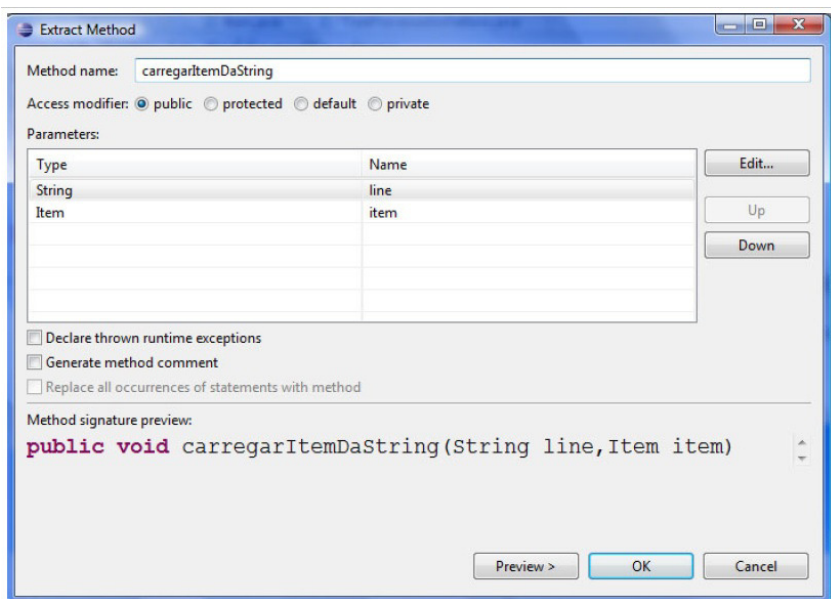 Extract Method
Method name: carregarItemDaString
Access modifier: public protected default private
Parameters:
Type Name Edit...
String line
Item item Up
Down
Declare thrown runtime exceptions
Generate method comment
Replace all occurrences of statements with method
Method signature preview:
public void carregarItemDaString(String line,Item item)
Preview > OK Cancel